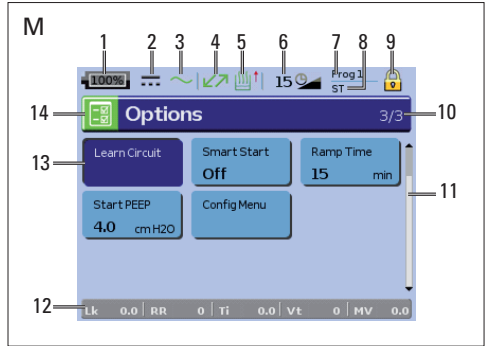 M
1 2 3 4 5 6 7 8 9
100% 15 Prog 1
ST
14 Options 3/3 10
13 Learn Circuit Smart Start Ramp Time
Off 15 min
11
Start PEEP Config Menu
4.0 cm H2O
12 Lk 0.0 RR 0 Ti 0.0 Vt 0 MV 0.0